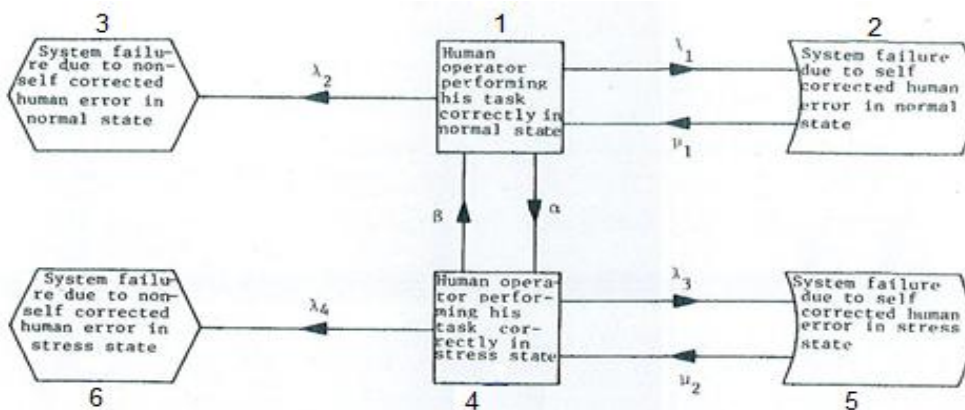 3
1
2
System failu-
re due to non-
self corrected
human error in
normal state
λ2
Human
operator
performing
his task
correctly in
normal state
λ1
μ1
System failure
due to self
corrected human
error in normal
state
β
α
System failu-
re due to non-
self corrected
human error in
stress state
λ4
Human opera-
tor perfor-
ming his
task cor-
rectly in
stress state
λ3
μ2
System failure
due to self
corrected human
error in stress
state
6
4
5